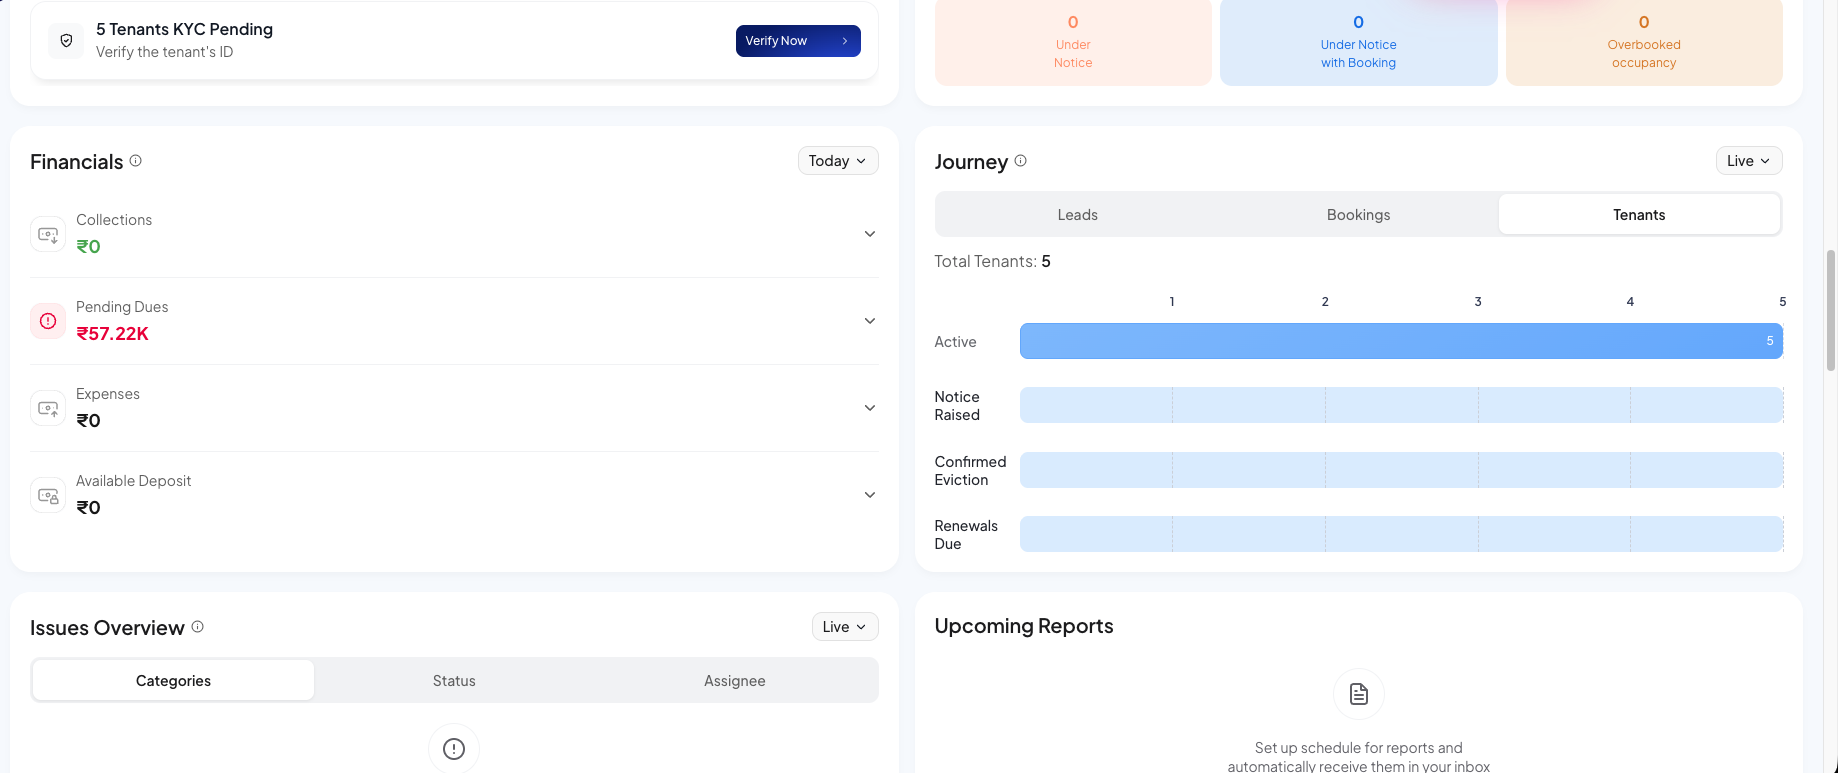 5 Tenants KYC Pending
Verify the tenant's ID
Verify Now
0
Under
Notice
0
Under Notice
with Booking
0
Overbooked
occupancy
Financials
Today
Collections
₹0
Pending Dues
₹57.22K
Expenses
₹0
Available Deposit
₹0
Journey
Live
Leads
Bookings
Tenants
Total Tenants: 5
1 2 3 4 5
Active
5
Notice
Raised
Confirmed
Eviction
Renewals
Due
Issues Overview
Live
Categories
Status
Assignee
Upcoming Reports
Set up schedule for reports and
automatically receive them in your inbox